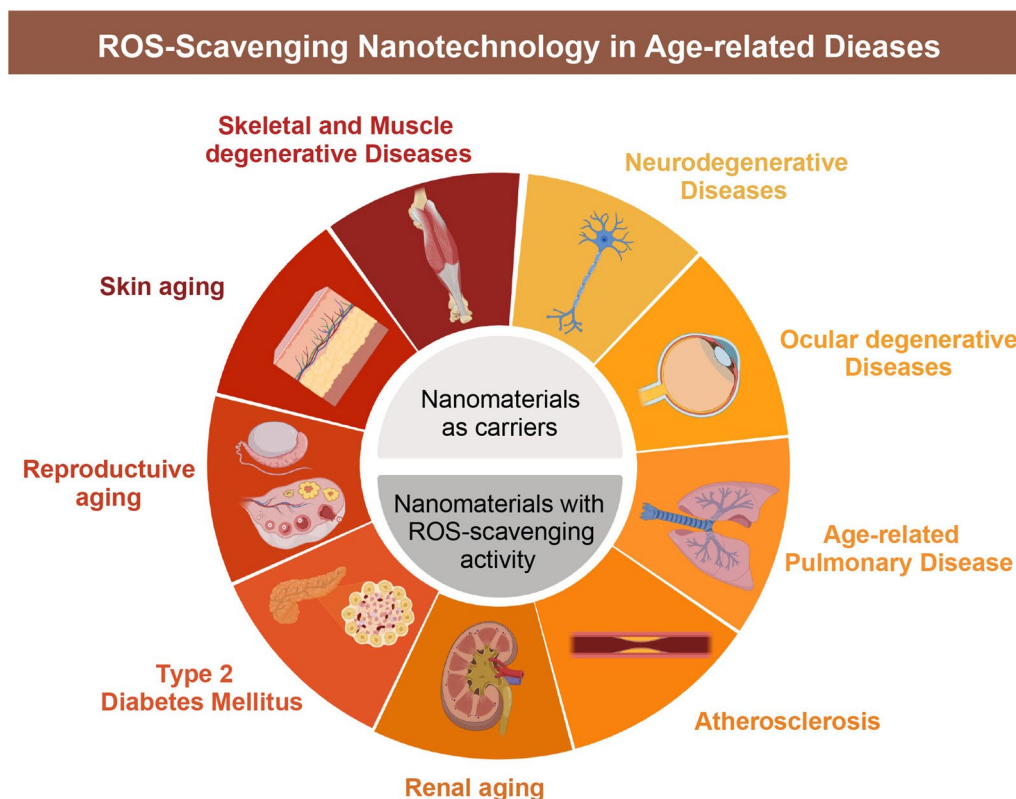 ROS-Scavenging Nanotechnology in Age-related Dieases
Skeletal and Muscle
degenerative Diseases
Neurodegenerative
Diseases
Skin aging
Ocular degenerative
Diseases
Nanomaterials
as carriers
Reproductuive
aging
Nanomaterials with
ROS-scavenging
activity
Age-related
Pulmonary Disease
Type 2
Diabetes Mellitus
Atherosclerosis
Renal aging